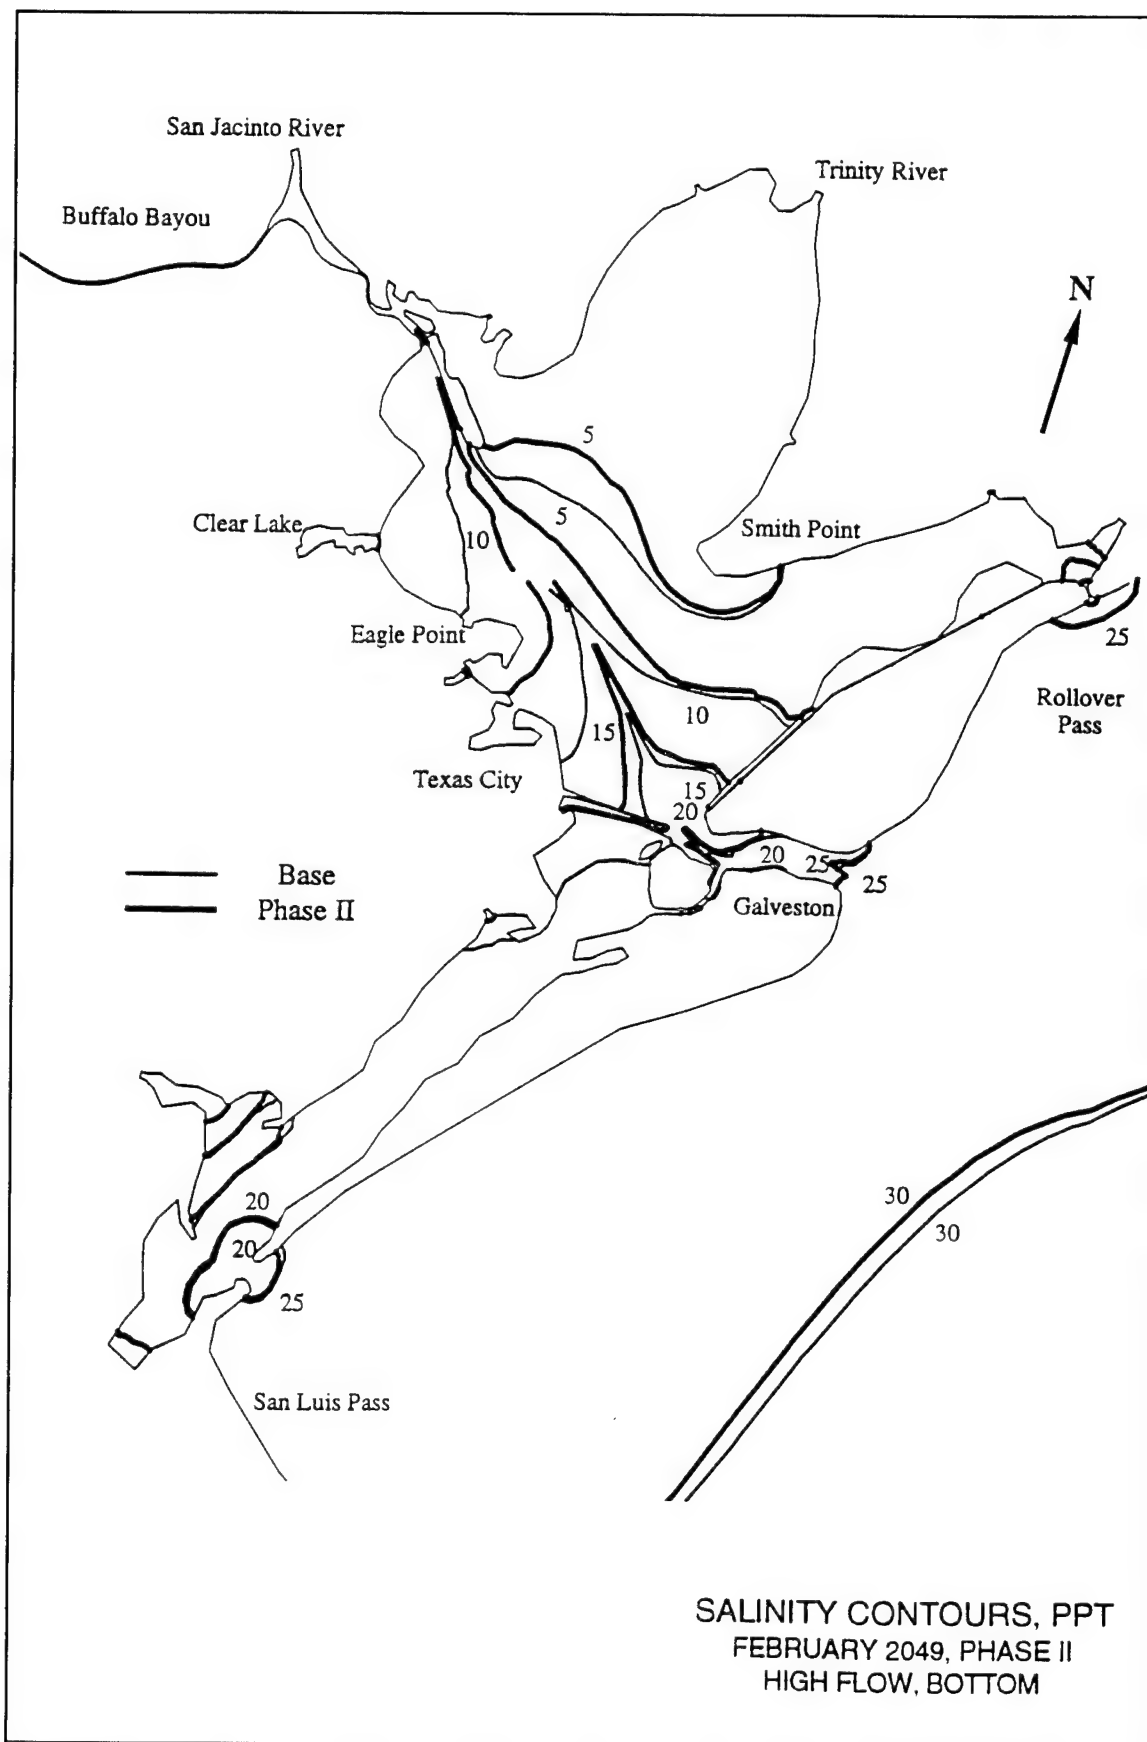 San Jacinto River
Trinity River
Buffalo Bayou
N
5
5
Clear Lake
10
Smith Point
Eagle Point
25
Rollover
Pass
10
15
Texas City
15
20
20
25
25
Base
Galveston
Phase II
20
20
25
30
30
San Luis Pass
SALINITY CONTOURS, PPT
FEBRUARY 2049, PHASE II
HIGH FLOW, BOTTOM